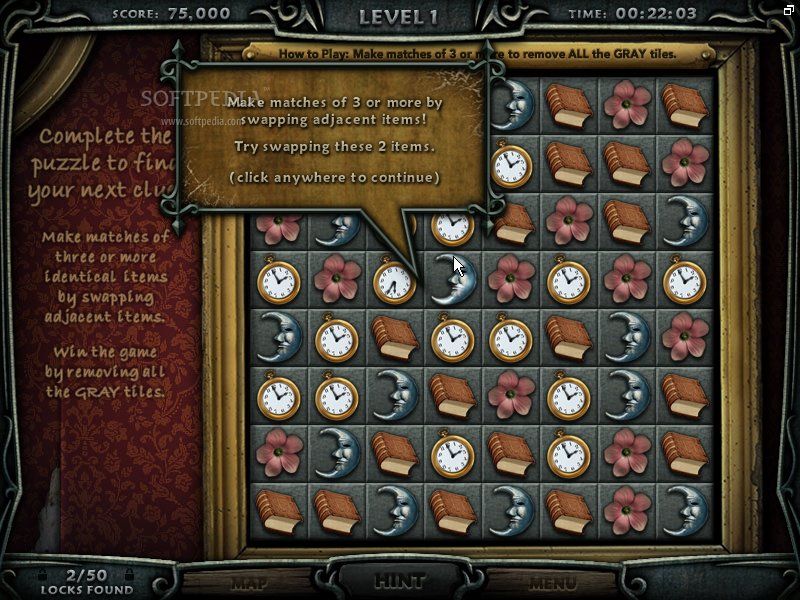 SCORE: 75,000
LEVEL 1
TIME: 00:22:03
How to Play: Make matches of 3 or m e to remove ALL the GRAY tiles.
SOFTPEDIA
www.softpedia.com
Make matches of 3 or more by
swapping adjacent items!
Try swapping these 2 items.
(click anywhere to continue)
Complete the
puzzle to find
your next clu
Make matches of
three or more
identical items
by swapping
adjacent items.
Win the game
by removing all
the GRAY tiles.
2/50
LOCKS FOUND
MAP
HINT
MENU